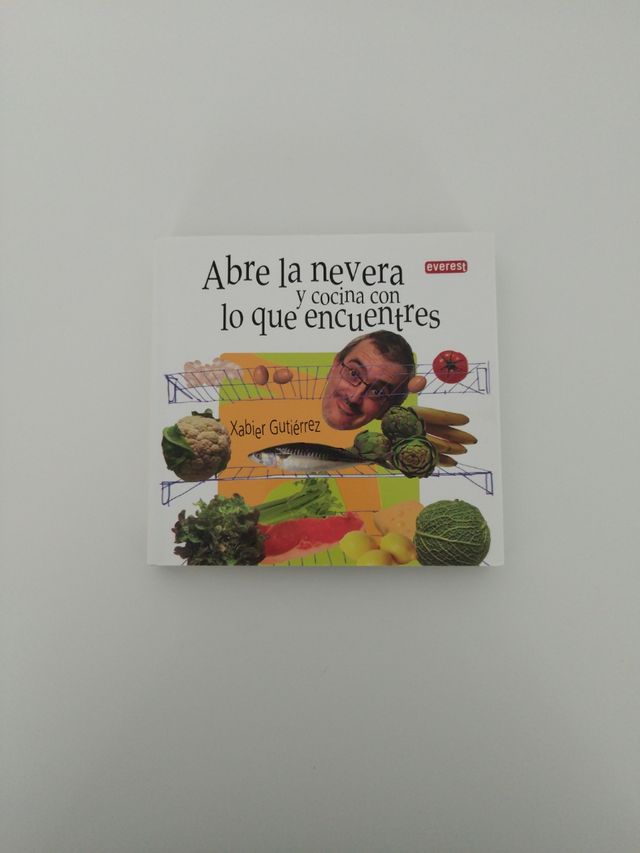 Abre la nevera
y cocina con
lo que encuentres
everest
Xabier Gutiérrez